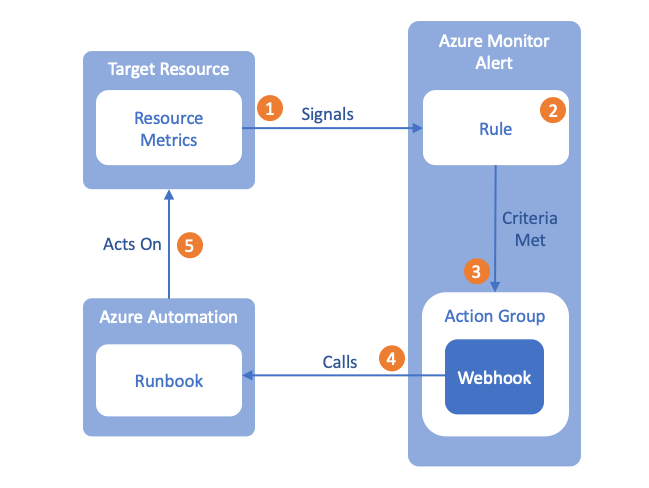 Target Resource
Resource
Metrics
1
Signals
Azure Monitor
Alert
Rule
2
Criteria
Met
3
Action Group
Webhook
4
Calls
Azure Automation
Runbook
Acts On
5